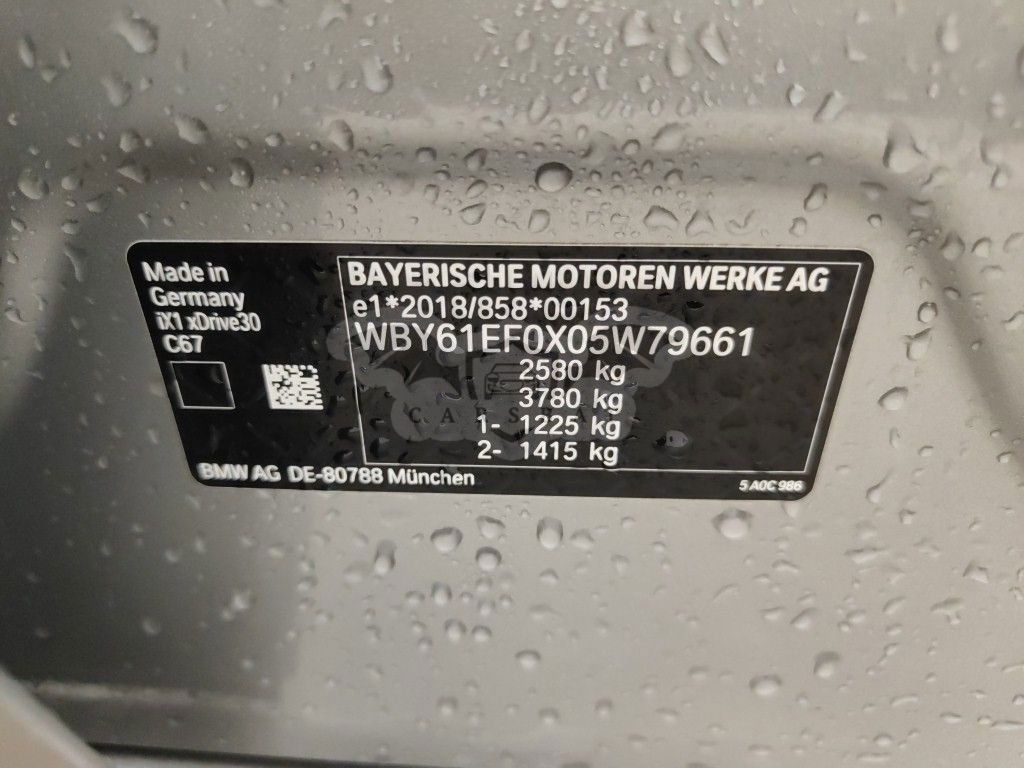 Made in
Germany
iX1 xDrive30
C67
BAYERISCHE MOTOREN WERKE AG
e1*2018/858*00153
WBY61EF0X05W79661
2580 kg
3780 kg
1- 1225 kg
2- 1415 kg
BMW AG DE-80788 München
5 A0C 986